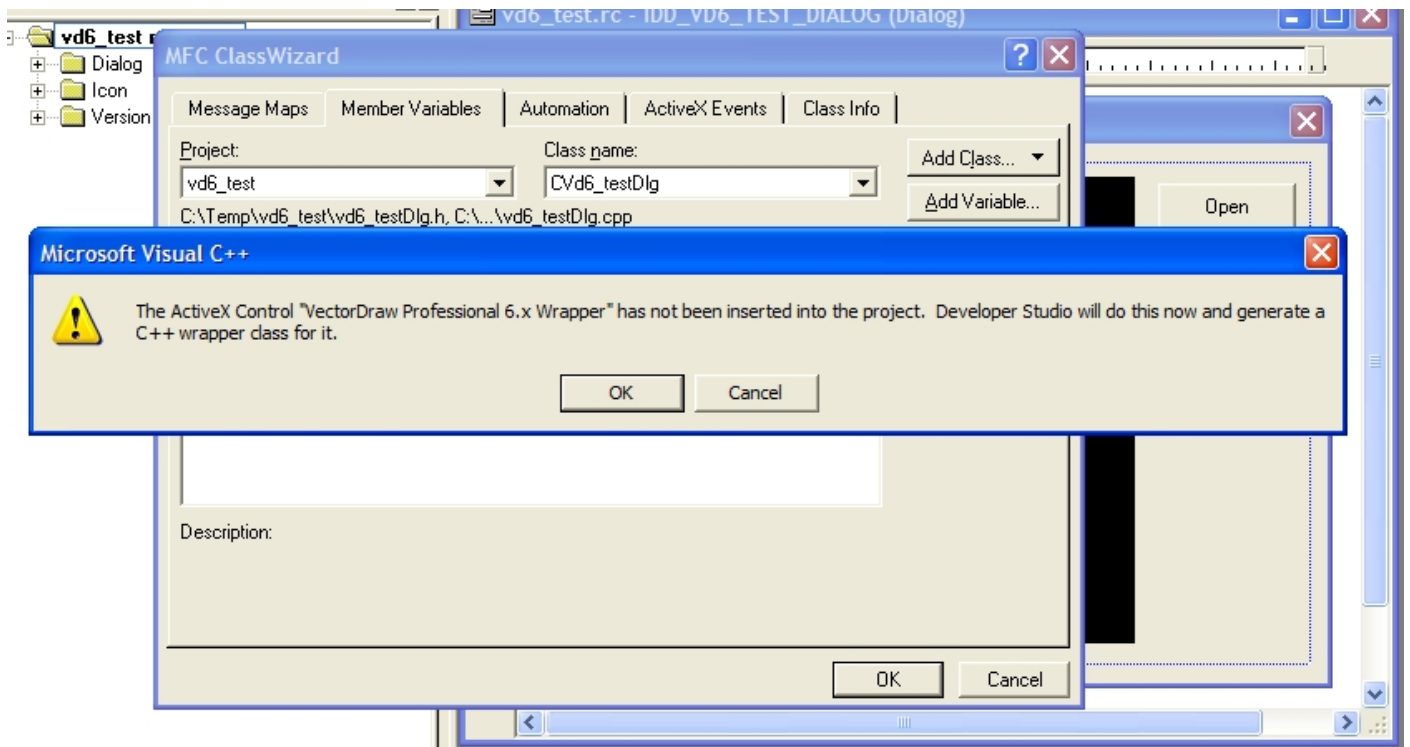 vd6_test.rc - IDD_VD6_TEST_DIALOG (Dialog)
vd6_test
Dialog
Icon
Version
MFC ClassWizard
Message Maps
Member Variables
Automation
ActiveX Events
Class Info
Project:
Class name:
Add Class...
vd6_test
CVd6_testDlg
Add Variable...
C:\Temp\vd6_test\vd6_testDlg.h, C:\...\vd6_testDlg.cpp
Open
Microsoft Visual C++
The ActiveX Control "VectorDraw Professional 6.x Wrapper" has not been inserted into the project. Developer Studio will do this now and generate a
C++ wrapper class for it.
OK
Cancel
Description:
OK
Cancel